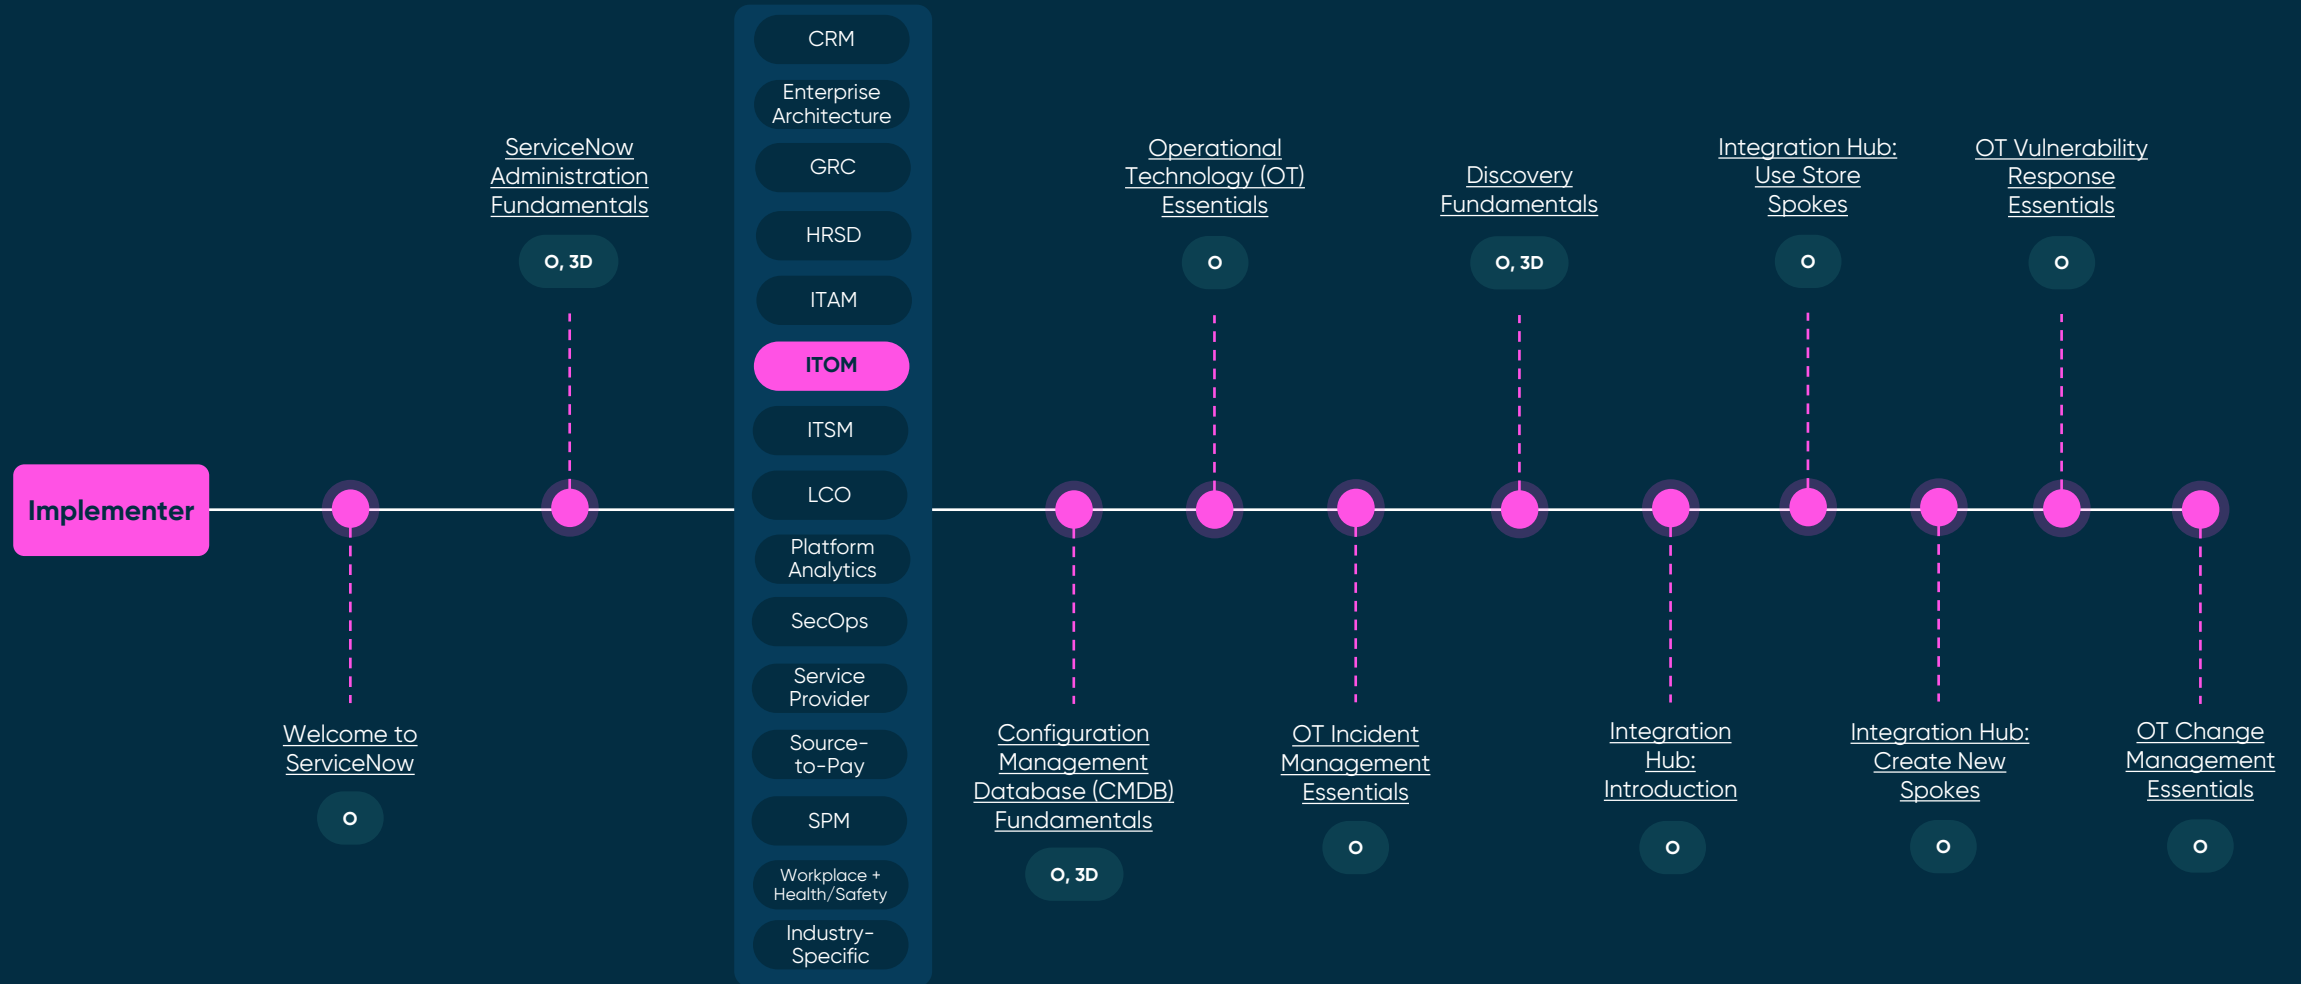 Implementer
Welcome to
ServiceNow
O
ServiceNow
Administration
Fundamentals
O, 3D
CRM
Enterprise
Architecture
GRC
HRSD
ITAM
ITOM
ITSM
LCO
Platform
Analytics
SecOps
Service
Provider
Source-
to-Pay
SPM
Workplace +
Health/Safety
Industry-
Specific
Configuration
Management
Database (CMDB)
Fundamentals
O, 3D
Operational
Technology (OT)
Essentials
O
OT Incident
Management
Essentials
O
Discovery
Fundamentals
O, 3D
Integration
Hub:
Introduction
O
Integration Hub:
Use Store
Spokes
O
Integration Hub:
Create New
Spokes
O
OT Vulnerability
Response
Essentials
O
OT Change
Management
Essentials
O